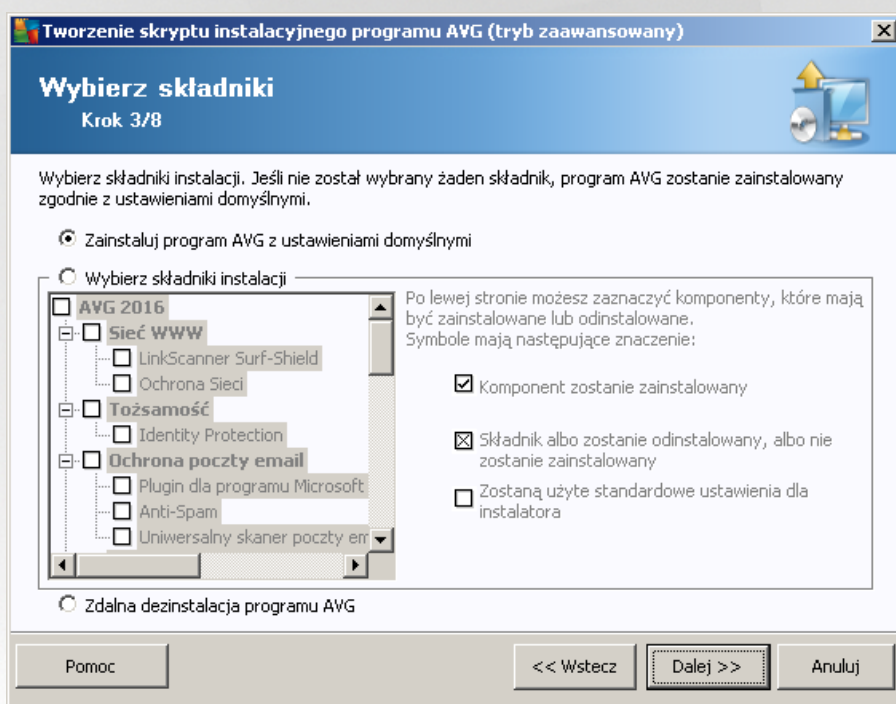 Tworzenie skryptu instalacyjnego programu AVG (tryb zaawansowany)
Wybierz składniki
Krok 3/8
Wybierz składniki instalacji. Jeśli nie został wybrany żaden składnik, program AVG zostanie zainstalowany
zgodnie z ustawieniami domyślnymi.
Zainstaluj program AVG z ustawieniami domyślnymi
Wybierz składniki instalacji
AVG 2016
Sieć WWW
LinkScanner Surf-Shield
Ochrona Sieci
Tożsamość
Identity Protection
Ochrona poczty email
Plugin dla programu Microsoft
Anti-Spam
Uniwersalny skaner poczty em
Po lewej stronie możesz zaznaczyć komponenty, które mają
być zainstalowane lub odinstalowane.
Symbole mają następujące znaczenie:
Komponent zostanie zainstalowany
Składnik albo zostanie odinstalowany, albo nie
zostanie zainstalowany
Zostaną użyte standardowe ustawienia dla
instalatora
Zdalna dezinstalacja programu AVG
Pomoc
<< Wstecz
Dalej >>
Anuluj